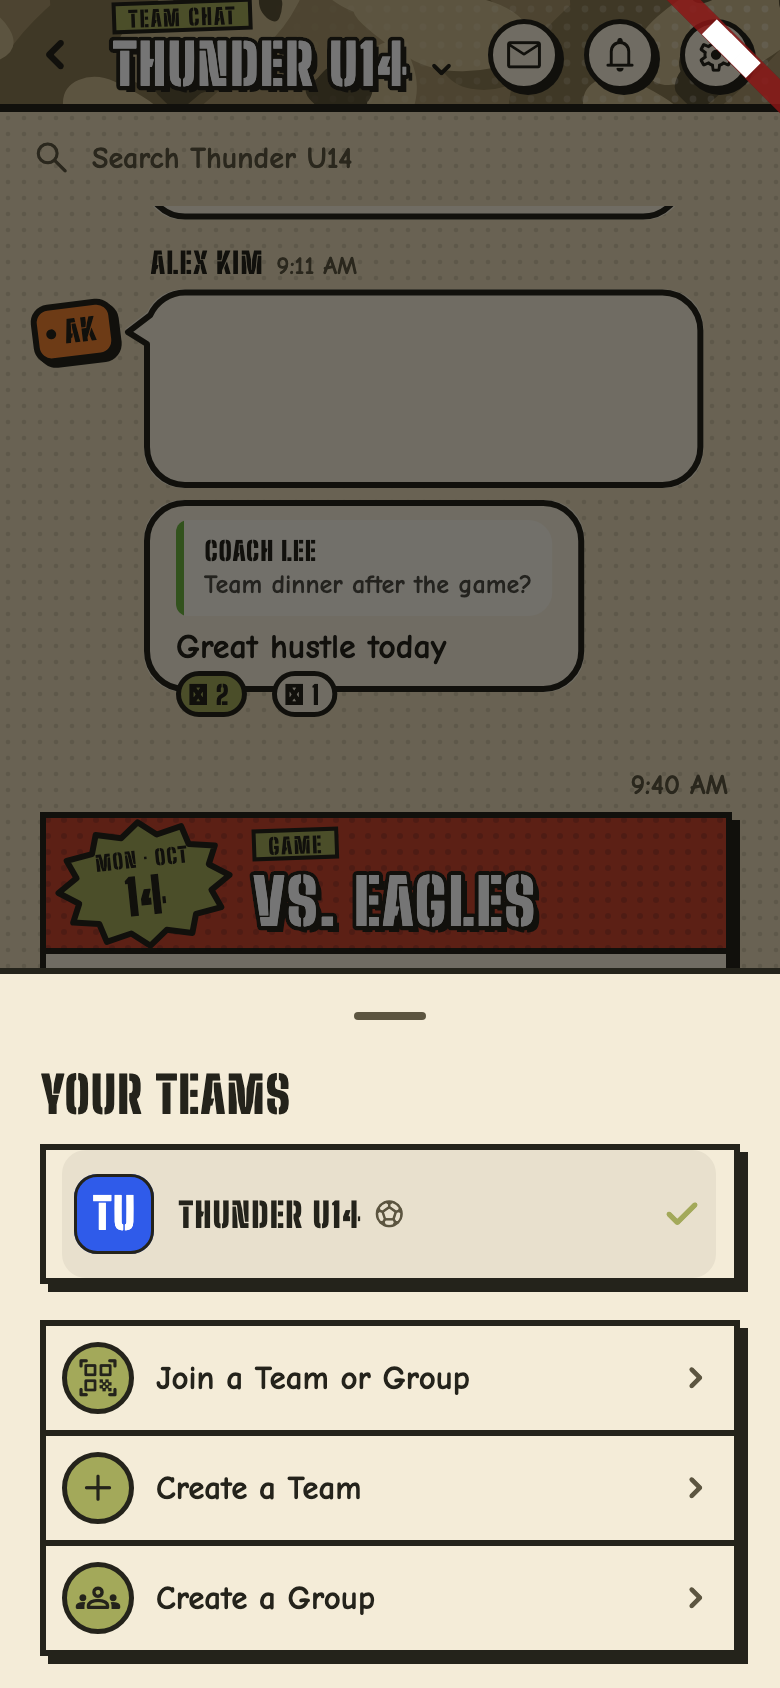 TEAM CHAT
THUNDER U14
Search Thunder U14
ALEX KIM 9:11 AM
AK
COACH LEE
Team dinner after the game?
Great hustle today
2
1
9:40 AM
MON · OCT
14
GAME
VS. EAGLES
YOUR TEAMS
TU
THUNDER U14
Join a Team or Group
Create a Team
Create a Group